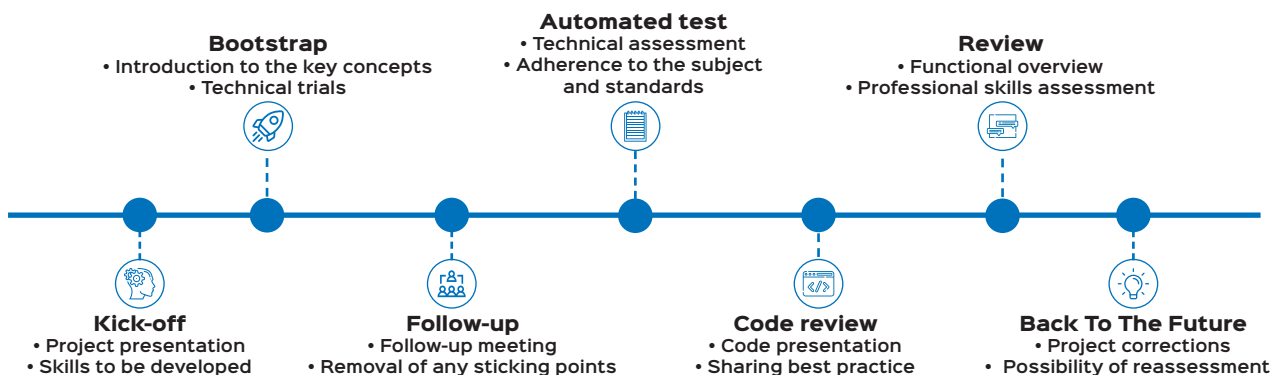 Bootstrap
• Introduction to the key concepts
• Technical trials
Automated test
• Technical assessment
• Adherence to the subject
and standards
Review
• Functional overview
• Professional skills assessment
Kick-off
• Project presentation
• Skills to be developed
Follow-up
• Follow-up meeting
• Removal of any sticking points
</>
Code review
• Code presentation
• Sharing best practice
Back To The Future
• Project corrections
• Possibility of reassessment